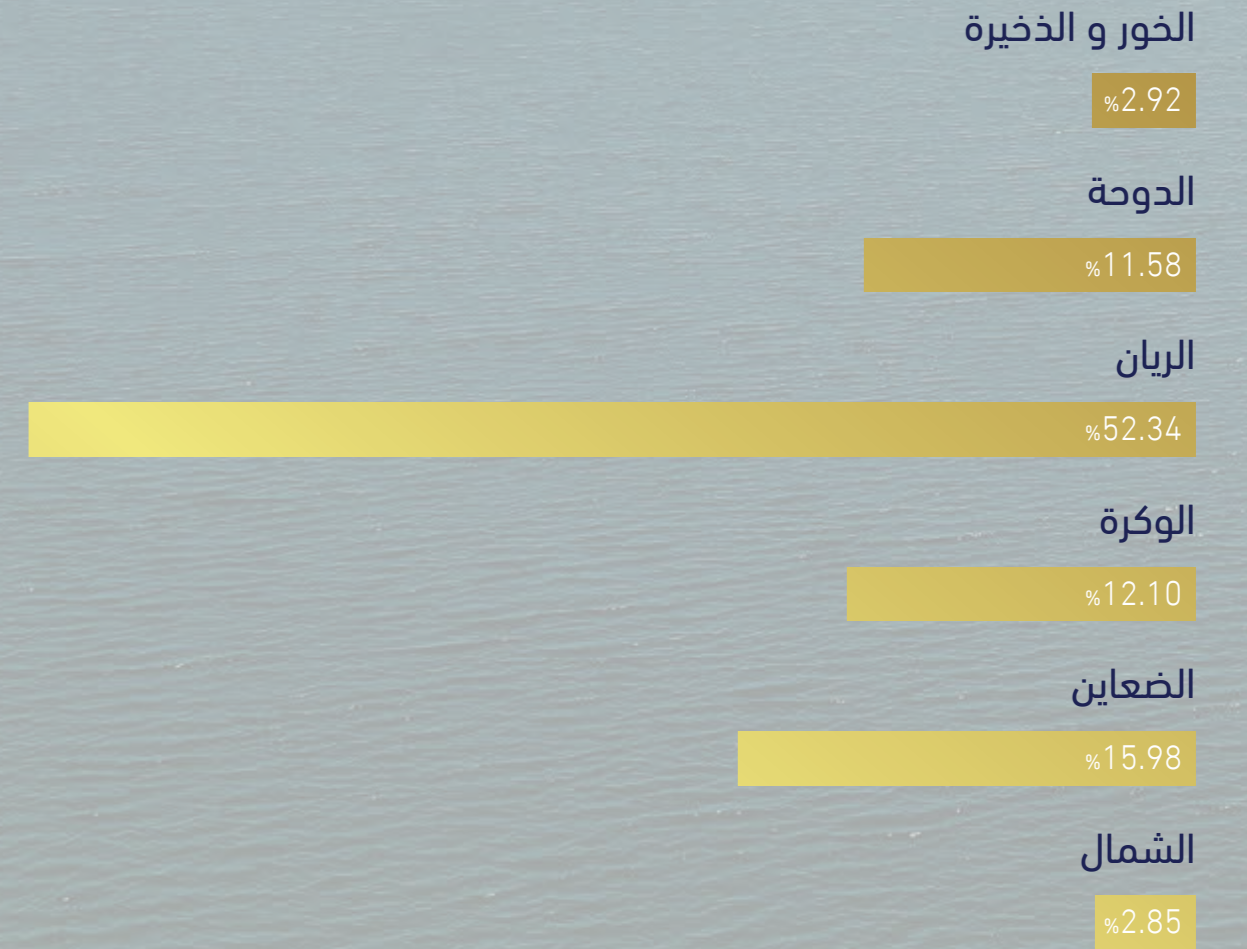 الخور و الذخيرة
%2.92
الدوحة
%11.58
الريان
%52.34
الوكرة
%12.10
الضعاين
%15.98
الشمال
%2.85